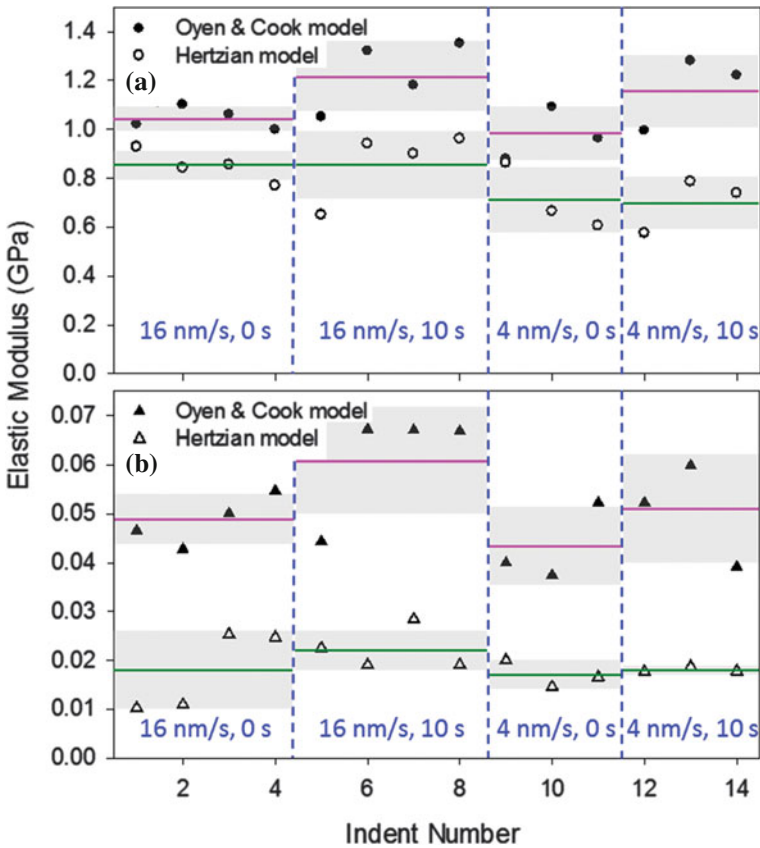 1.4
1.2
1.0
0.8
0.6
0.4
0.2
0.0
Oyen & Cook model
Hertzian model
(a)
16 nm/s, 0 s
16 nm/s, 10 s
4 nm/s, 0 s
4 nm/s, 10 s
Elastic Modulus (GPa)
0.07
0.06
0.05
0.04
0.03
0.02
0.01
0.00
Oyen & Cook model
Hertzian model
(b)
16 nm/s, 0 s
16 nm/s, 10 s
4 nm/s, 0 s
4 nm/s, 10 s
2 4 6 8 10 12 14
Indent Number